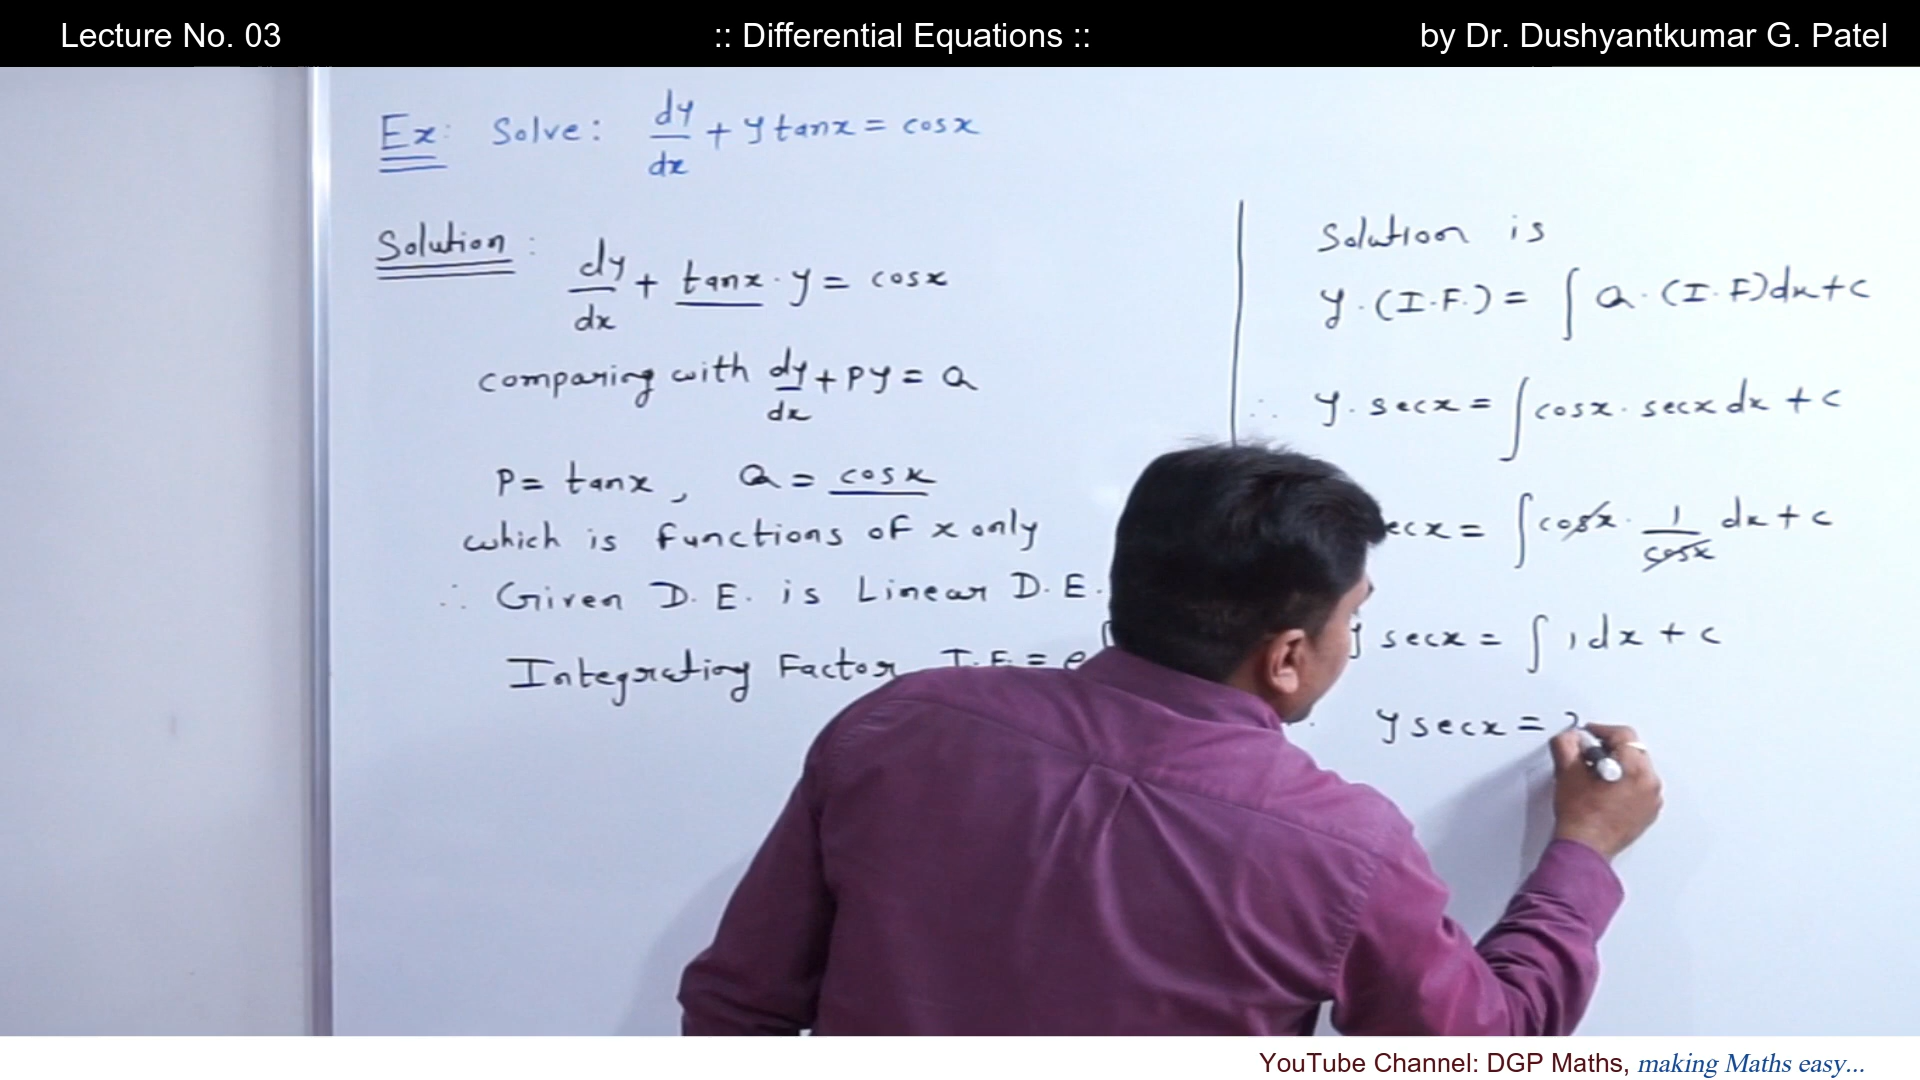 Lecture No. 03 :: Differential Equations :: by Dr. Dushyantkumar G. Patel
Ex: Solve: dy/dx + y tanx = cosx
Solution: dy/dx + tanx · y = cosx
comparing with dy/dx + Py = Q
P = tanx, Q = cosx
which is functions of x only
∴ Given D.E. is Linear D.E.
Integrating Factor I.F. = e
Solution is
y · (I.F.) = ∫ Q · (I.F) dx + c
∴ y · secx = ∫ cosx · secx dx + c
ecx = ∫ cosx · 1/cosx dx + c
y secx = ∫ 1 dx + c
y secx =
YouTube Channel: DGP Maths, making Maths easy...